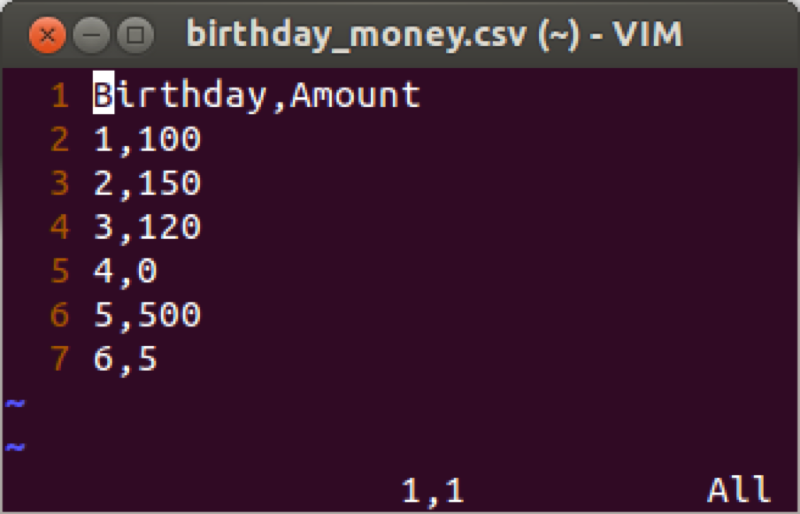 birthday_money.csv (~) - VIM
1 Birthday,Amount
2 1,100
3 2,150
4 3,120
5 4,0
6 5,500
7 6,5
~
~
1,1 All